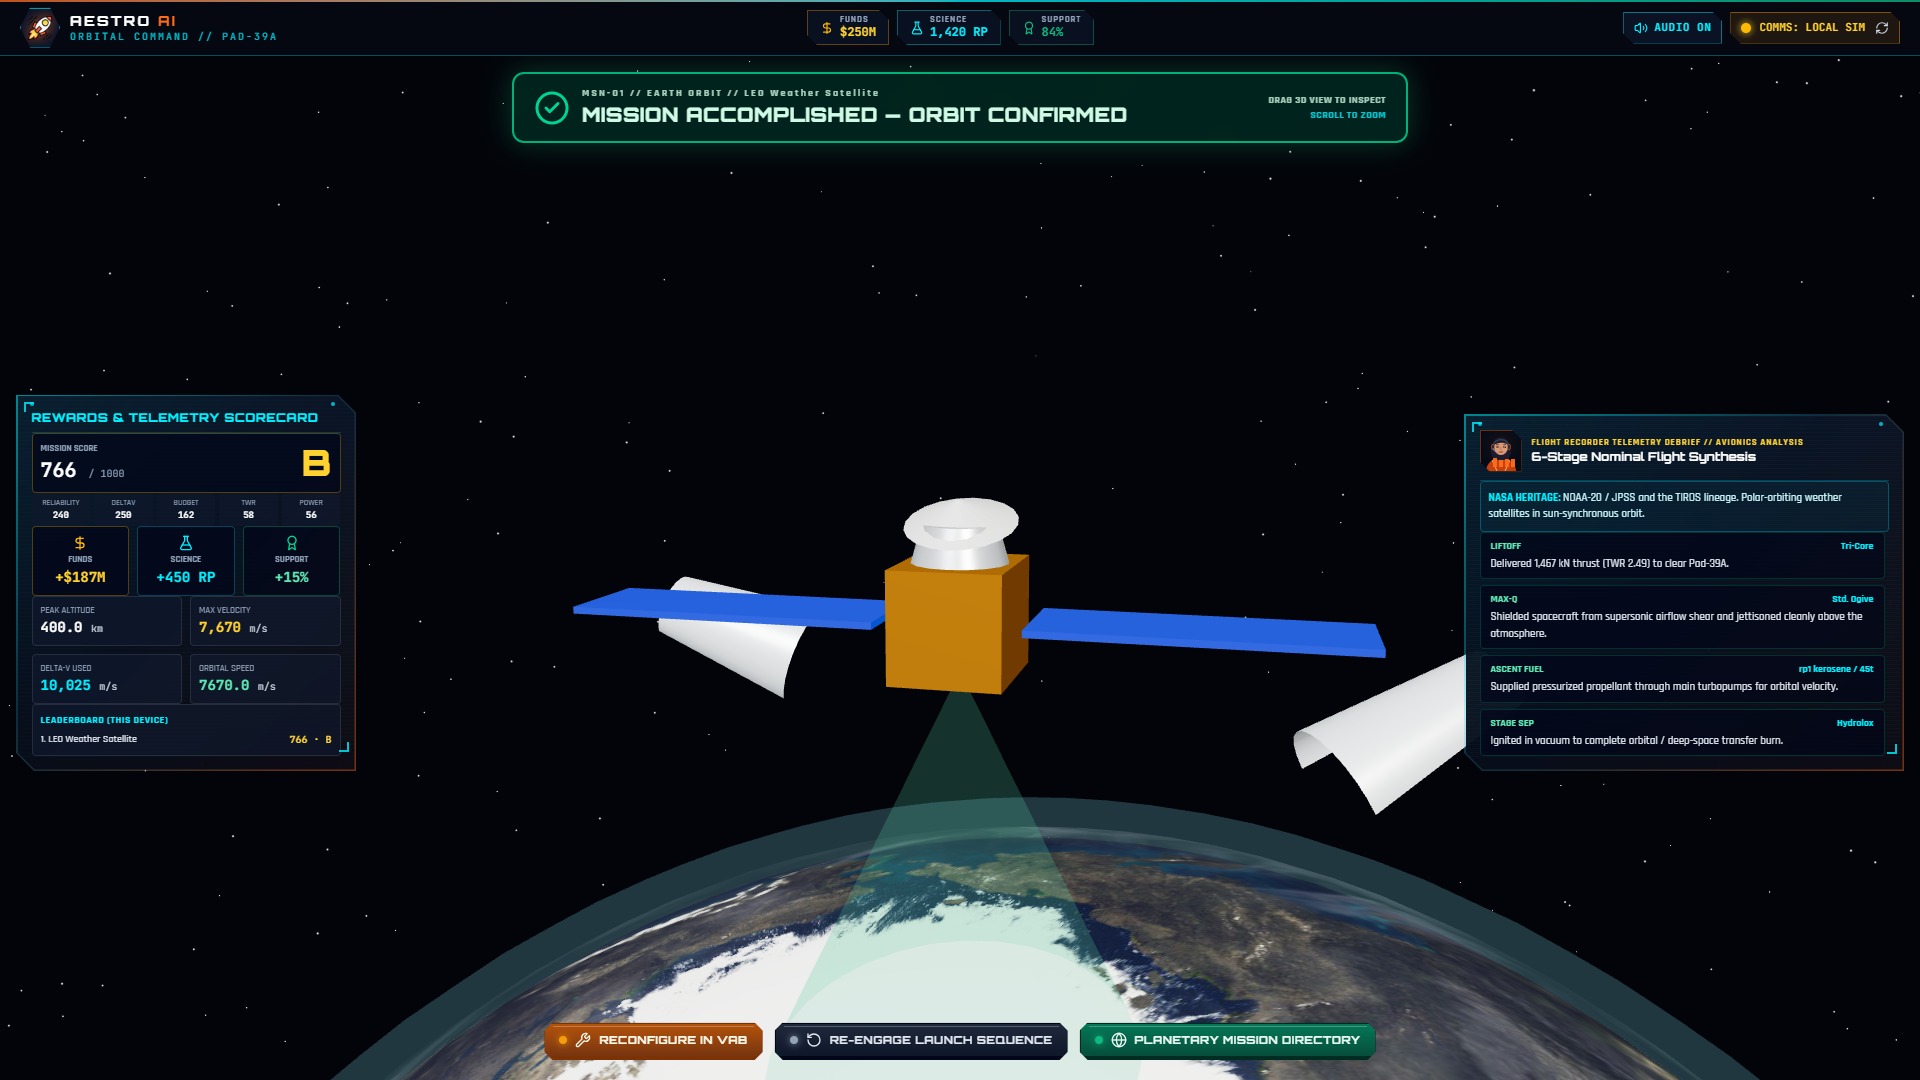 AESTRO AI
ORBITAL COMMAND // PAD-39A
FUNDS
$250M
SCIENCE
1,420 RP
SUPPORT
84%
AUDIO ON
COMMS: LOCAL SIM
MSN-01 // EARTH ORBIT // LEO Weather Satellite
MISSION ACCOMPLISHED — ORBIT CONFIRMED
DRAG 3D VIEW TO INSPECT
SCROLL TO ZOOM
REWARDS & TELEMETRY SCORECARD
MISSION SCORE
766 / 1000
B
RELIABILITY
240
DELTAV
250
BUDGET
162
TWR
58
POWER
56
FUNDS
+$187M
SCIENCE
+450 RP
SUPPORT
+15%
PEAK ALTITUDE
400.0 km
MAX VELOCITY
7,670 m/s
DELTA-V USED
10,025 m/s
ORBITAL SPEED
7670.0 m/s
LEADERBOARD (THIS DEVICE)
1. LEO Weather Satellite
766 · B
FLIGHT RECORDER TELEMETRY DEBRIEF // AVIONICS ANALYSIS
6-Stage Nominal Flight Synthesis
NASA HERITAGE: NOAA-20 / JPSS and the TIROS lineage. Polar-orbiting weather
satellites in sun-synchronous orbit.
LIFTOFF
Tri-Core
Delivered 1,467 kN thrust (TWR 2.49) to clear Pad-39A.
MAX-Q
Std. Ogive
Shielded spacecraft from supersonic airflow shear and jettisoned cleanly above the
atmosphere.
ASCENT FUEL
rp1 kerosene / 45t
Supplied pressurized propellant through main turbopumps for orbital velocity.
STAGE SEP
Hydrolox
Ignited in vacuum to complete orbital / deep-space transfer burn.
RECONFIGURE IN VAB
RE-ENGAGE LAUNCH SEQUENCE
PLANETARY MISSION DIRECTORY